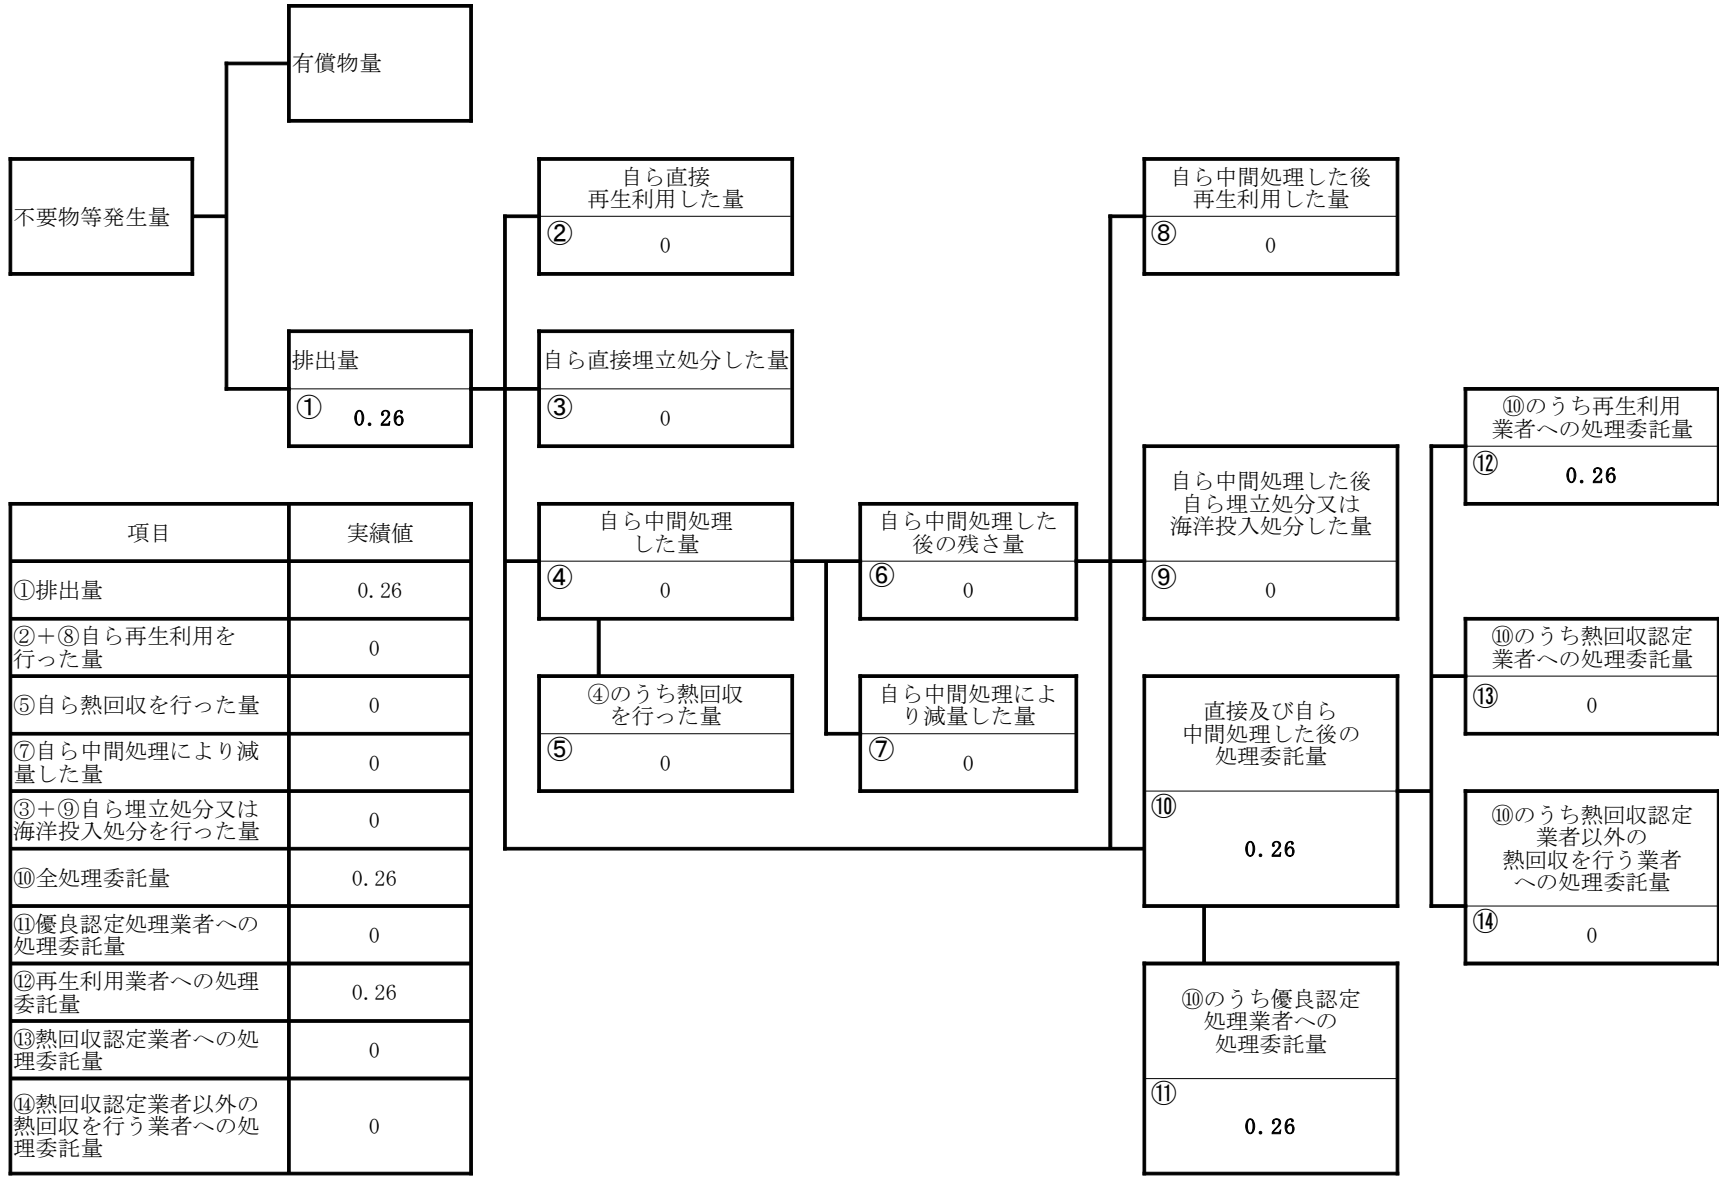 有償物量
不要物等発生量
自ら直接
再生利用した量
②
0
自ら中間処理した後
再生利用した量
⑧
0
排出量
①
0.26
自ら直接埋立処分した量
③
0
⑩のうち再生利用
業者への処理委託量
⑫
0.26
自ら中間処理
した量
④
0
自ら中間処理した
後の残さ量
⑥
0
自ら中間処理した後
自ら埋立処分又は
海洋投入処分した量
⑨
0
⑩のうち熱回収認定
業者への処理委託量
⑬
0
④のうち熱回収
を行った量
⑤
0
自ら中間処理によ
り減量した量
⑦
0
直接及び自ら
中間処理した後の
処理委託量
⑩
0.26
⑩のうち熱回収認定
業者以外の
熱回収を行う業者
への処理委託量
⑭
0
⑩のうち優良認定
処理業者への
処理委託量
⑪
0.26
項目
実績値
①排出量
0.26
②＋⑧自ら再生利用を
行った量
0
⑤自ら熱回収を行った量
0
⑦自ら中間処理により減
量した量
0
③＋⑨自ら埋立処分又は
海洋投入処分を行った量
0
⑩全処理委託量
0.26
⑪優良認定処理業者への
処理委託量
0
⑫再生利用業者への処理
委託量
0.26
⑬熱回収認定業者への処
理委託量
0
⑭熱回収認定業者以外の
熱回収を行う業者への処
理委託量
0